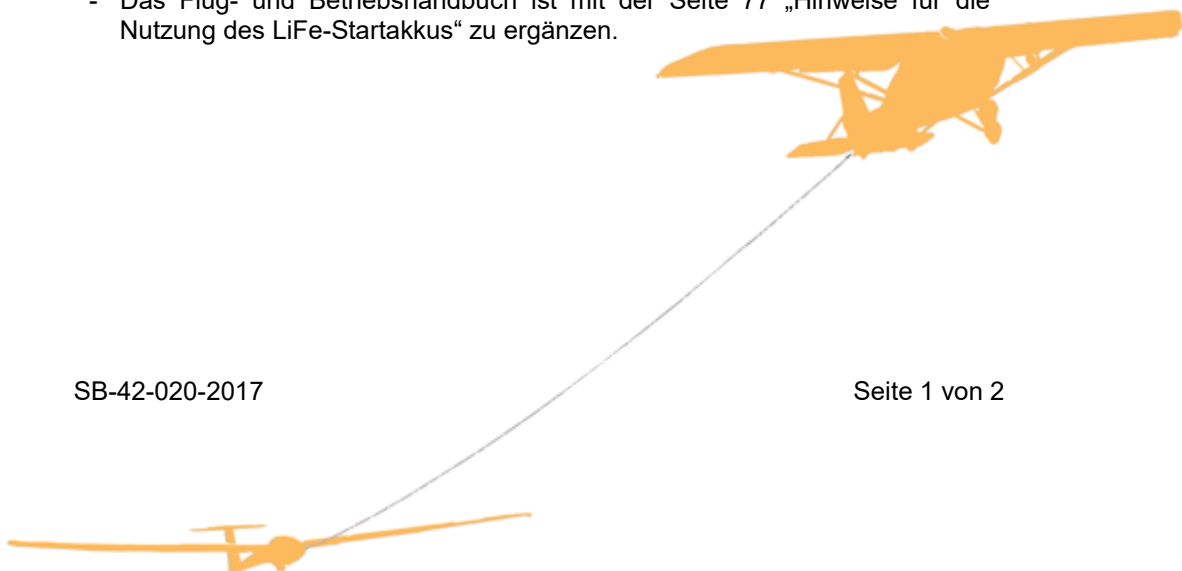 - Das Flug- und Betriebshandbuch ist mit der Seite 77 „Hinweise für die
Nutzung des LiFe-Startakkus“ zu ergänzen.
SB-42-020-2017 Seite 1 von 2